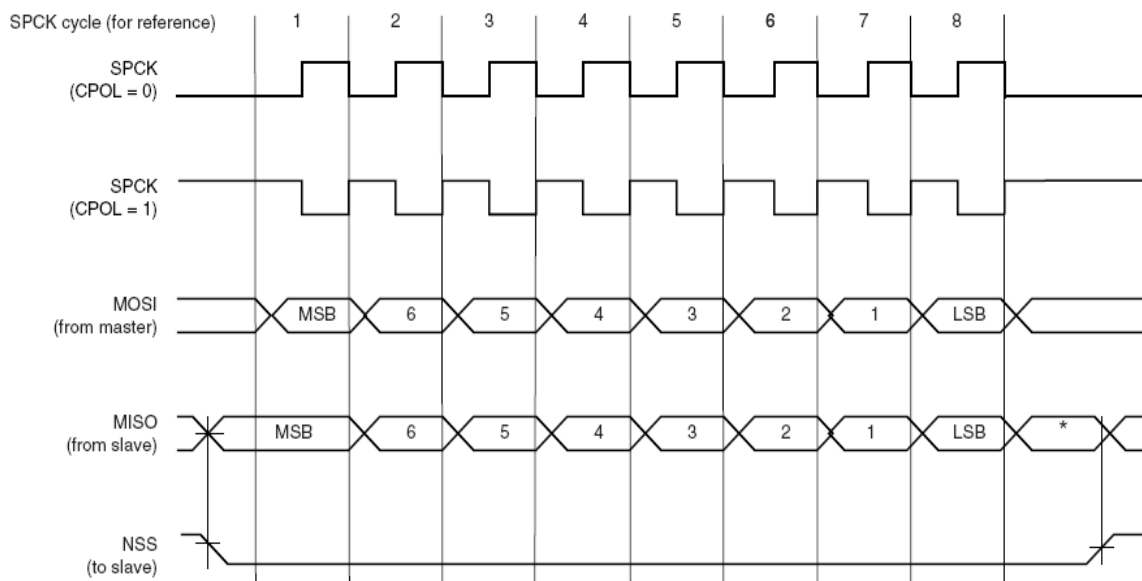 SPCK cycle (for reference) 1 2 3 4 5 6 7 8
SPCK
(CPOL = 0)
SPCK
(CPOL = 1)
MOSI
(from master)
MSB 6 5 4 3 2 1 LSB
MISO
(from slave)
MSB 6 5 4 3 2 1 LSB *
NSS
(to slave)